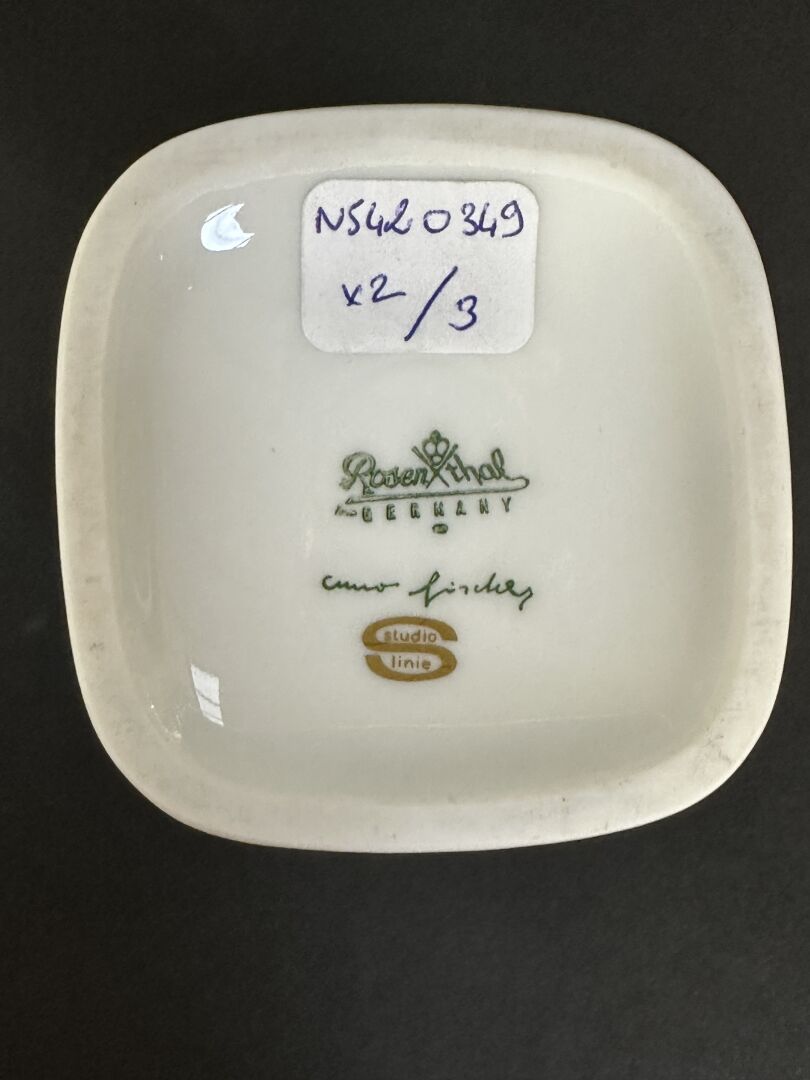 N5420349
x2/3
Rosenthal
GERMANY
cuno fischer
studio
linie